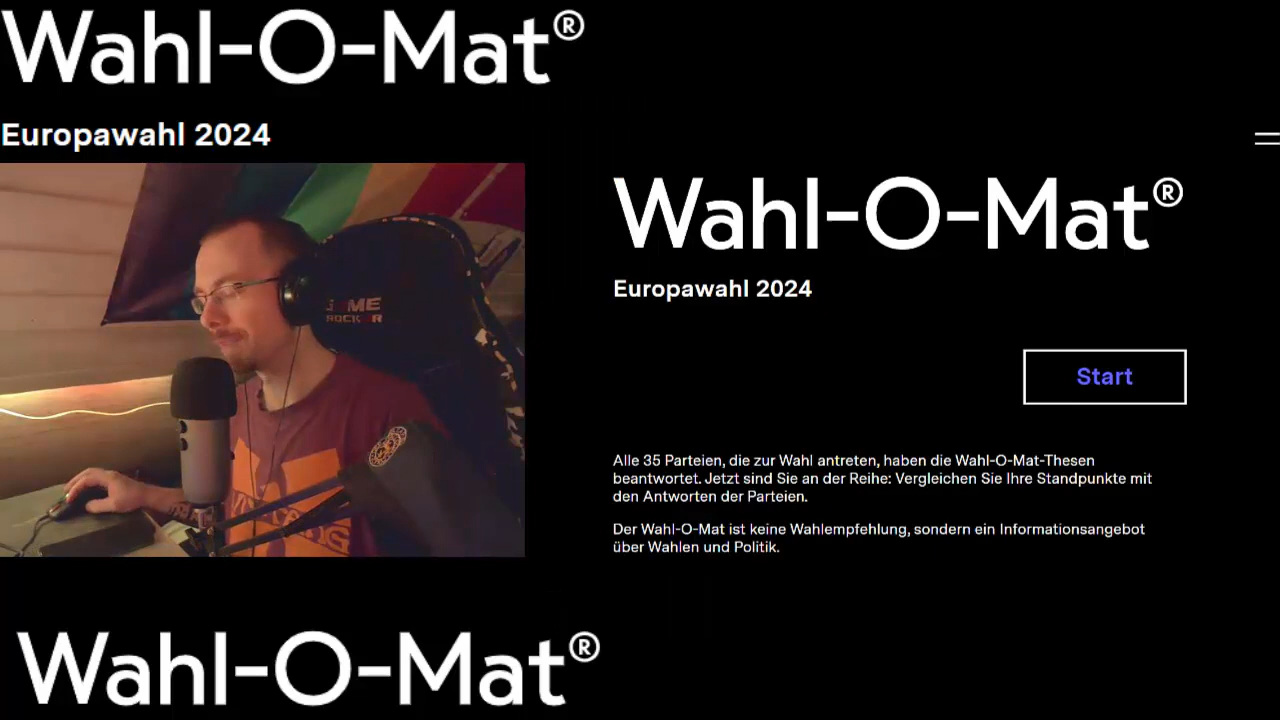 Wahl-O-Mat®
Europawahl 2024
Wahl-O-Mat®
Europawahl 2024
GAME
ROCKER
Start
Alle 35 Parteien, die zur Wahl antreten, haben die Wahl-O-Mat-Thesen
beantwortet. Jetzt sind Sie an der Reihe: Vergleichen Sie Ihre Standpunkte mit
den Antworten der Parteien.
Der Wahl-O-Mat ist keine Wahlempfehlung, sondern ein Informationsangebot
über Wahlen und Politik.
Wahl-O-Mat®